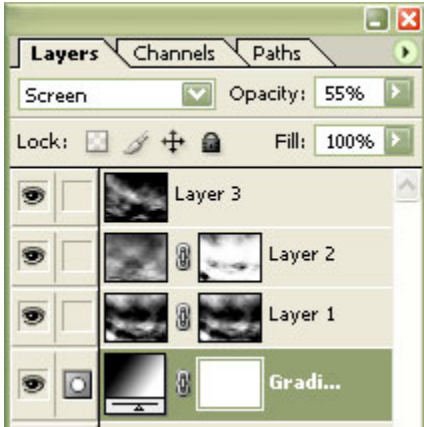 Layers Channels Paths
Screen Opacity: 55%
Lock: Fill: 100%
Layer 3
Layer 2
Layer 1
Gradi...